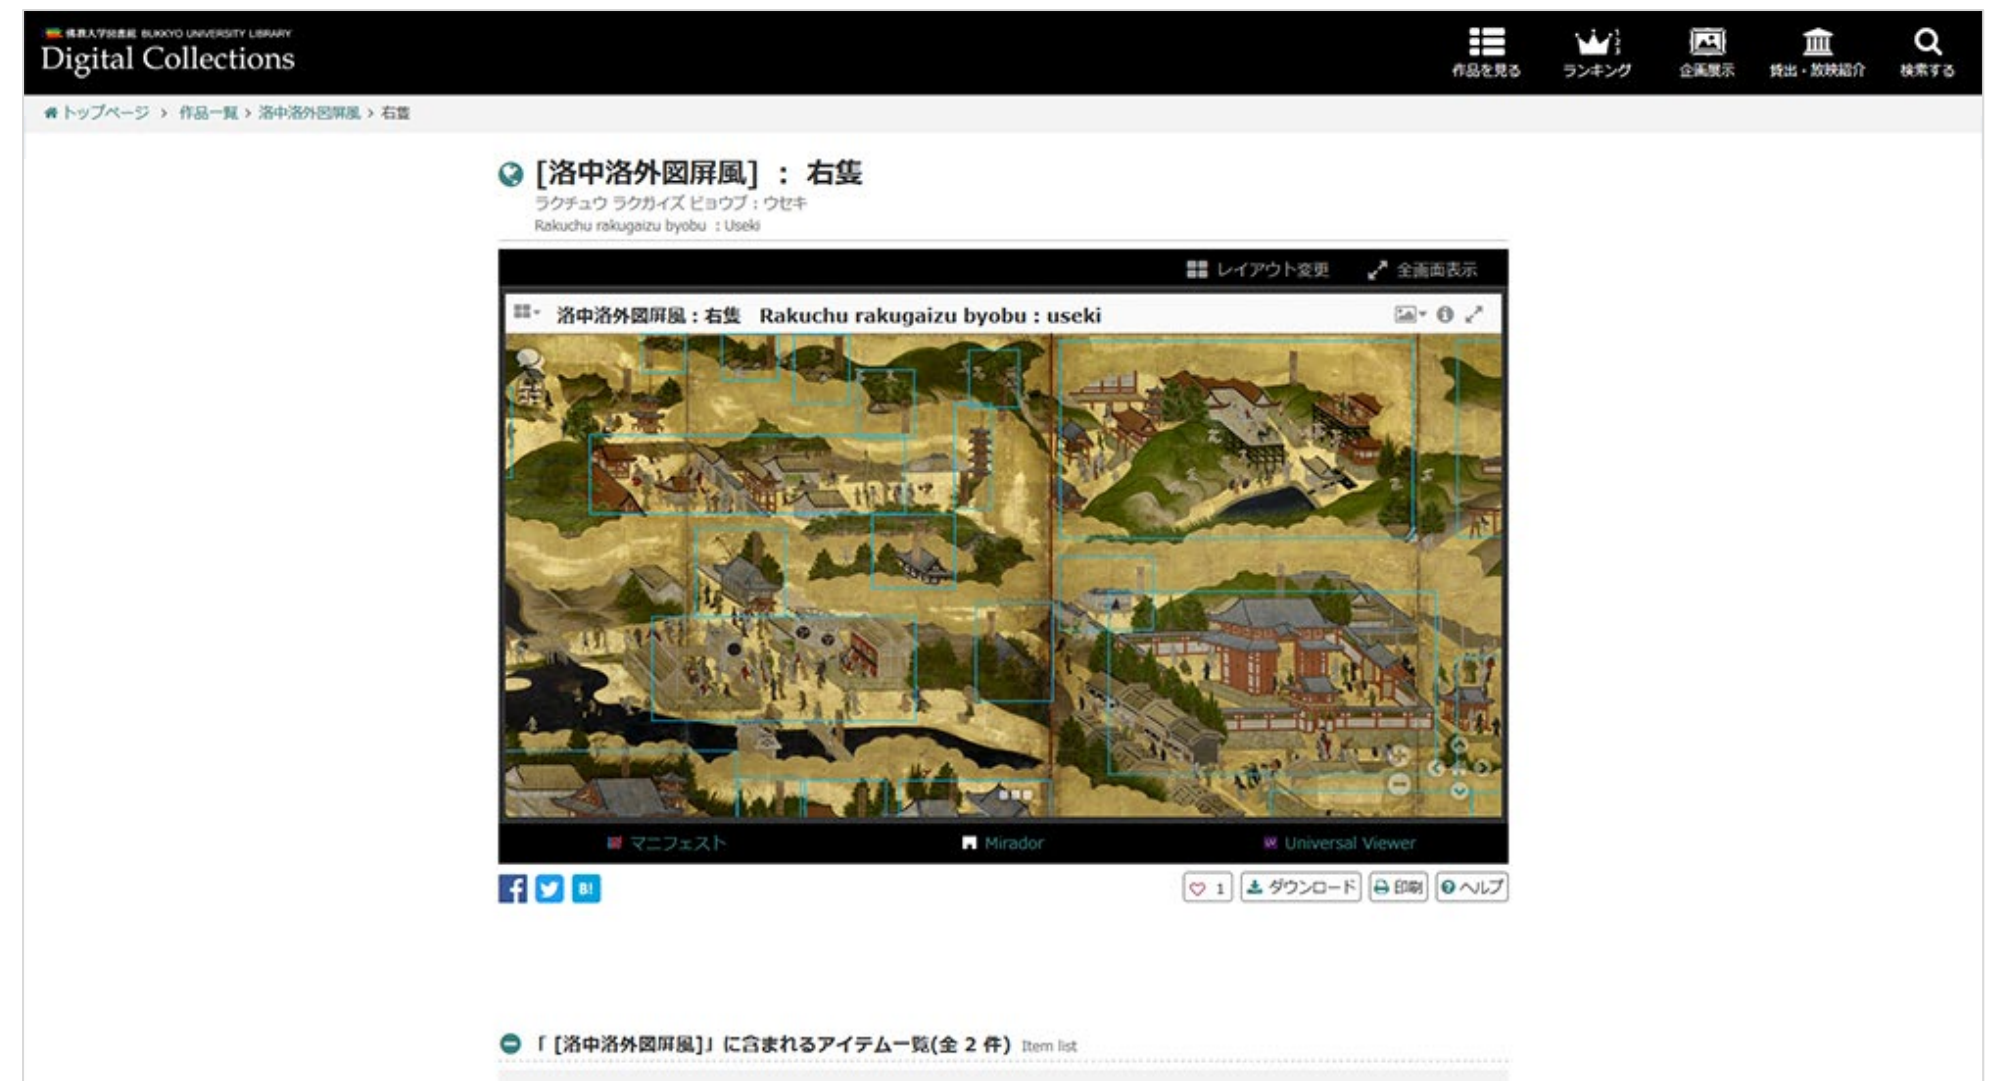 佛教大学図書館 BUKKYO UNIVERSITY LIBRARY
Digital Collections
作品を見る
ランキング
企画展示
貸出・放映紹介
検索する
トップページ > 作品一覧 > 洛中洛外図屏風 > 右隻
[洛中洛外図屏風] : 右隻
ラクチュウ ラクガイズ ビョウブ : ウセキ
Rakuchu rakugaizu byobu : Useki
レイアウト変更
全画面表示
洛中洛外図屏風 : 右隻 Rakuchu rakugaizu byobu : useki
マニフェスト
Mirador
Universal Viewer
B!
1
ダウンロード
印刷
ヘルプ
「 [洛中洛外図屏風]」に含まれるアイテム一覧(全 2 件) Item list